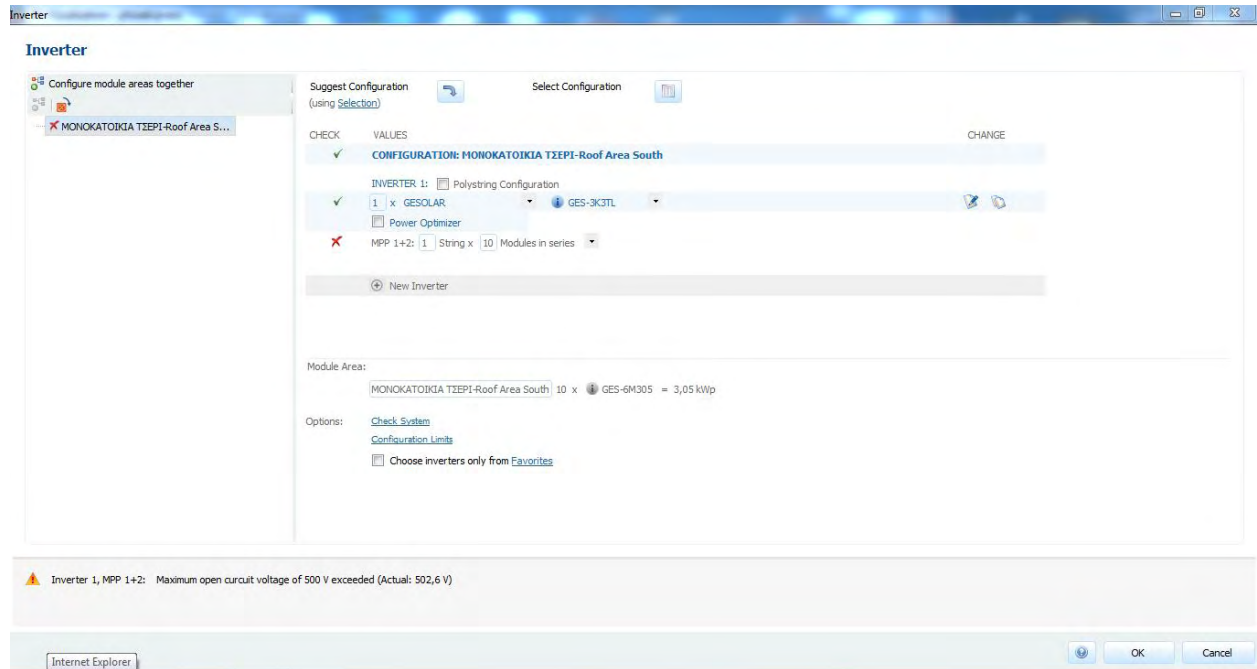 Inverter
Inverter
Configure module areas together
ΜΟΝΟΚΑΤΟΙΚΙΑ ΤΣΕΡΙ-Roof Area S...
Suggest Configuration
(using Selection)
Select Configuration
CHECK VALUES CHANGE
CONFIGURATION: ΜΟΝΟΚΑΤΟΙΚΙΑ ΤΣΕΡΙ-Roof Area South
INVERTER 1: Polystring Configuration
1 x GESOLAR GES-3K3TL
Power Optimizer
MPP 1+2: 1 String x 10 Modules in series
New Inverter
Module Area:
ΜΟΝΟΚΑΤΟΙΚΙΑ ΤΣΕΡΙ-Roof Area South 10 x GES-6M305 = 3,05 kWp
Options: Check System
Configuration Limits
Choose inverters only from Favorites
Inverter 1, MPP 1+2: Maximum open curcuit voltage of 500 V exceeded (Actual: 502,6 V)
OK Cancel
Internet Explorer